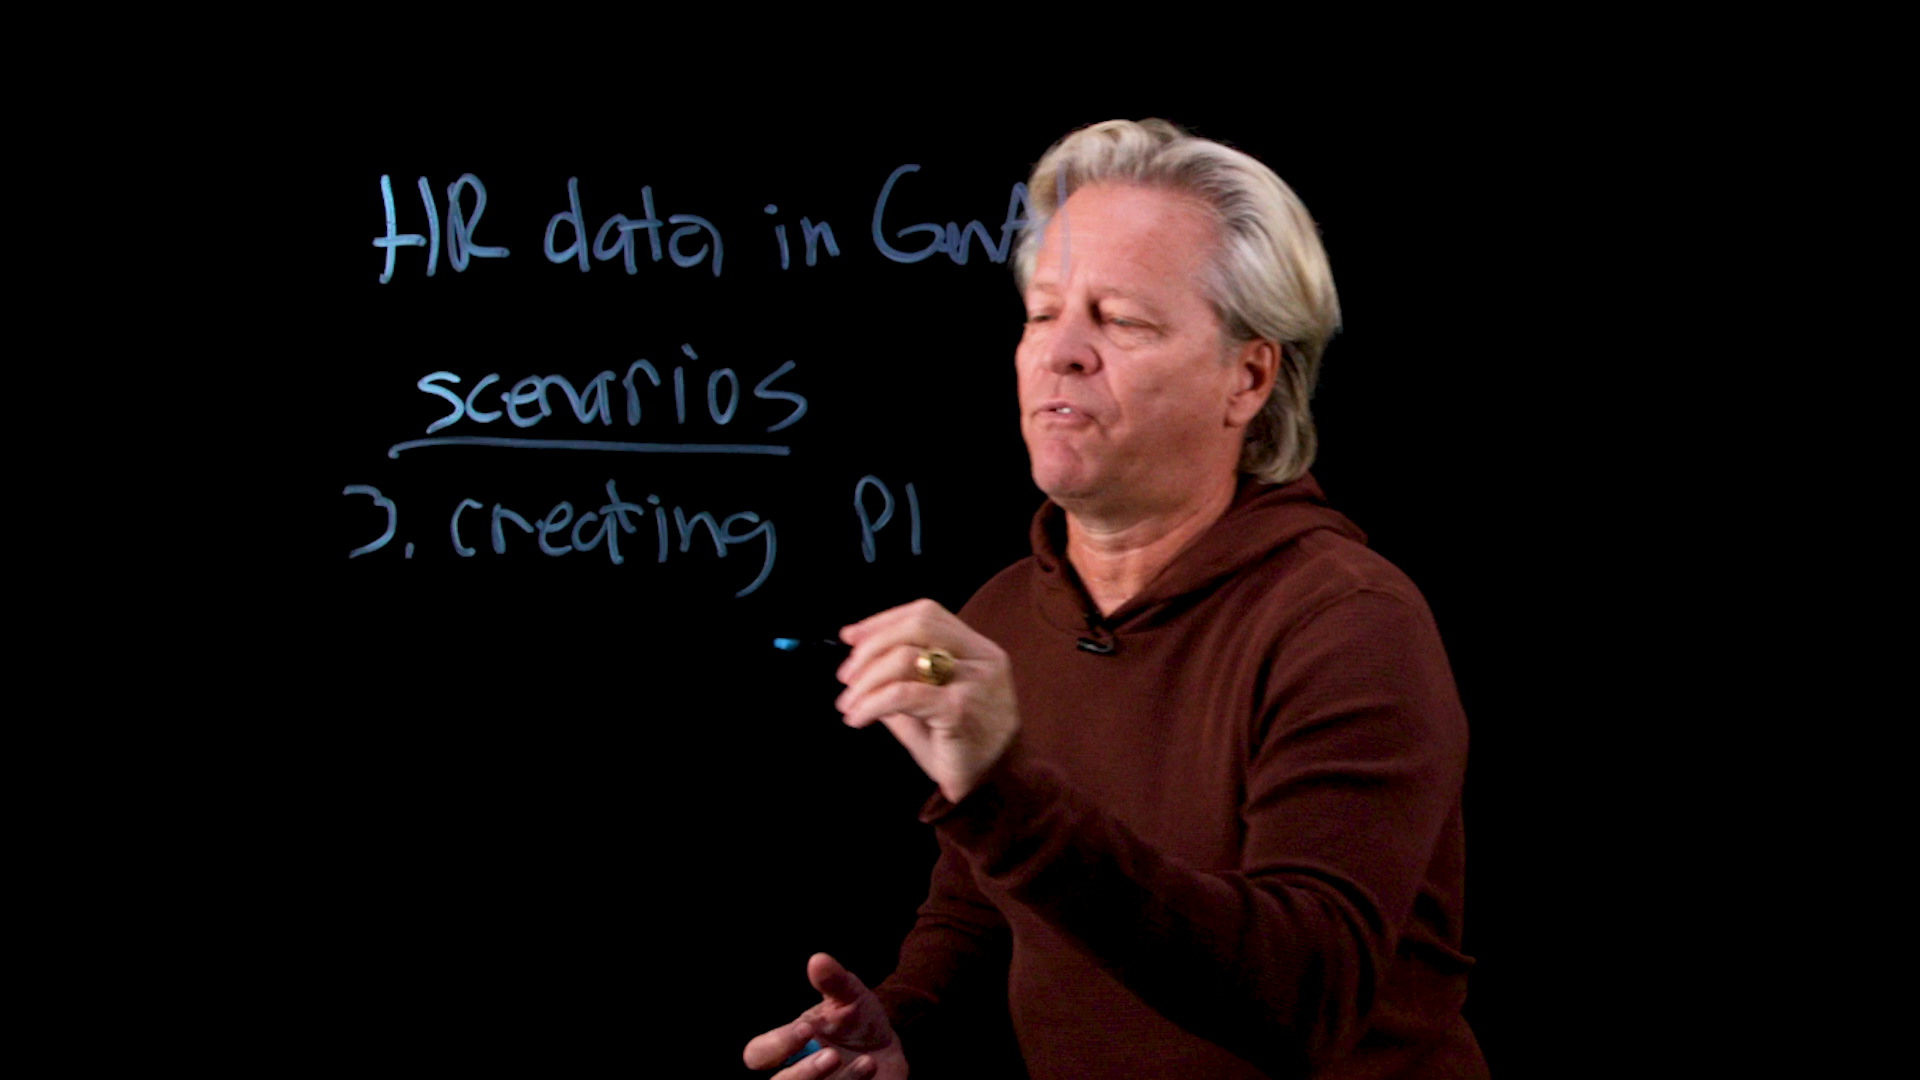 HR data in GenAI
scenarios
3. creating PI